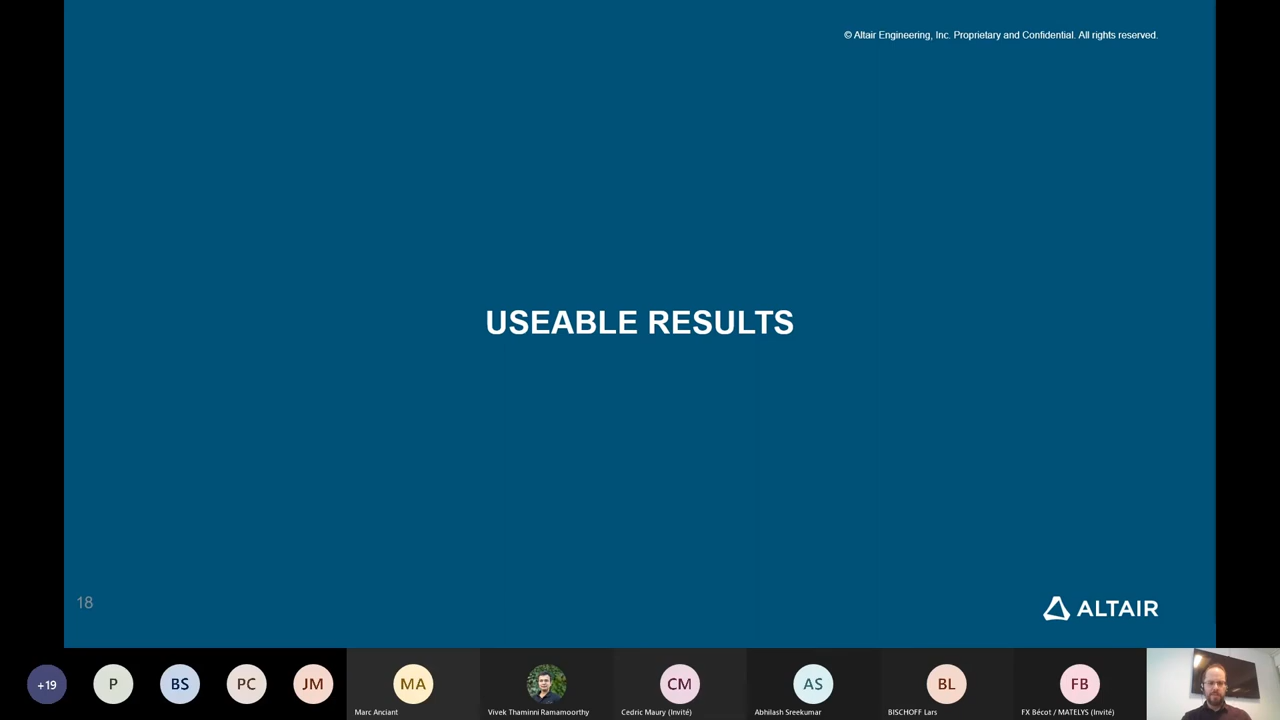 © Altair Engineering, Inc. Proprietary and Confidential. All rights reserved.
USEABLE RESULTS
18
ALTAIR
+19
P
BS
PC
JM
MA
CM
AS
BL
FB
Marc Anciant
Vivek Thaminni Ramamoorthy
Cedric Maury (Invité)
Abhilash Sreekumar
BISCHOFF Lars
FX Bécot / MATELYS (Invité)